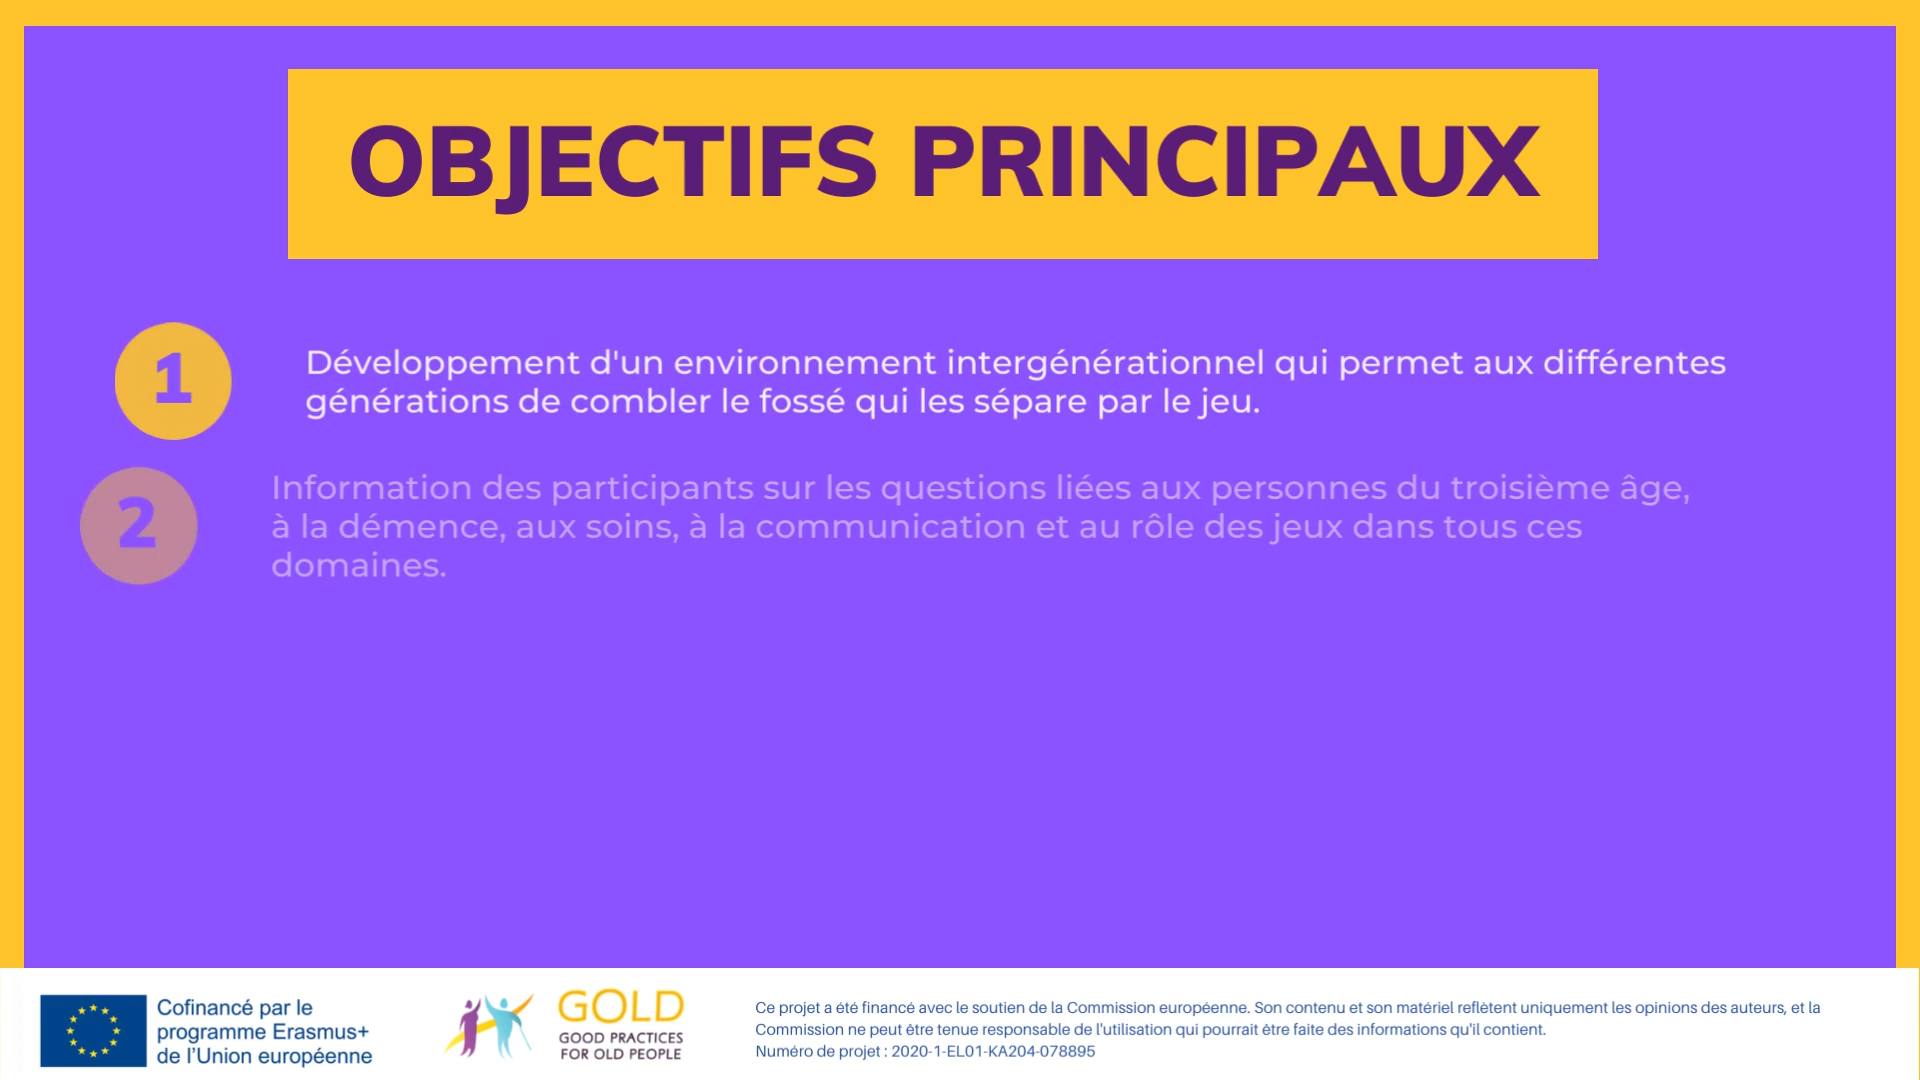 OBJECTIFS PRINCIPAUX
1
Développement d'un environnement intergénérationnel qui permet aux différentes
générations de combler le fossé qui les sépare par le jeu.
2
Information des participants sur les questions liées aux personnes du troisième âge,
à la démence, aux soins, à la communication et au rôle des jeux dans tous ces
domaines.
Cofinancé par le
programme Erasmus+
de l’Union européenne
GOLD
GOOD PRACTICES
FOR OLD PEOPLE
Ce projet a été financé avec le soutien de la Commission européenne. Son contenu et son matériel reflètent uniquement les opinions des auteurs, et la
Commission ne peut être tenue responsable de l'utilisation qui pourrait être faite des informations qu'il contient.
Numéro de projet : 2020-1-EL01-KA204-078895